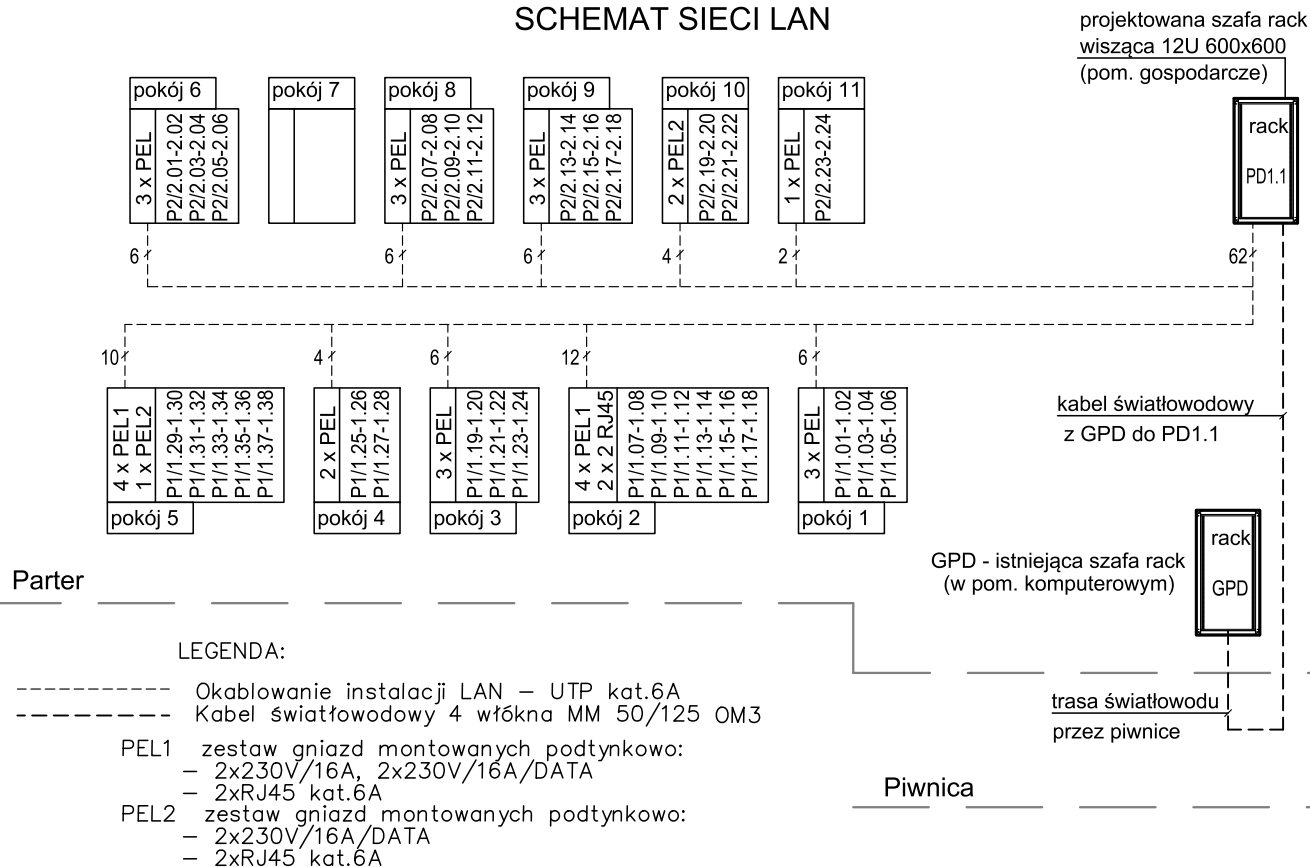 SCHEMAT SIECI LAN
projektowana szafa rack
wisząca 12U 600x600
(pom. gospodarcze)
rack
PD1.1
pokój 6
3 x PEL
P2/2.01-2.02
P2/2.03-2.04
P2/2.05-2.06
pokój 7
pokój 8
3 x PEL
P2/2.07-2.08
P2/2.09-2.10
P2/2.11-2.12
pokój 9
3 x PEL
P2/2.13-2.14
P2/2.15-2.16
P2/2.17-2.18
pokój 10
2 x PEL2
P2/2.19-2.20
P2/2.21-2.22
pokój 11
1 x PEL
P2/2.23-2.24
6
6
6
4
2
62
10
4
6
12
6
4 x PEL1
1 x PEL2
P1/1.29-1.30
P1/1.31-1.32
P1/1.33-1.34
P1/1.35-1.36
P1/1.37-1.38
pokój 5
2 x PEL
P1/1.25-1.26
P1/1.27-1.28
pokój 4
3 x PEL
P1/1.19-1.20
P1/1.21-1.22
P1/1.23-1.24
pokój 3
4 x PEL1
2 x 2 RJ45
P1/1.07-1.08
P1/1.09-1.10
P1/1.11-1.12
P1/1.13-1.14
P1/1.15-1.16
P1/1.17-1.18
pokój 2
3 x PEL
P1/1.01-1.02
P1/1.03-1.04
P1/1.05-1.06
pokój 1
kabel światłowodowy
z GPD do PD1.1
GPD - istniejąca szafa rack
(w pom. komputerowym)
rack
GPD
Parter
LEGENDA:
Okablowanie instalacji LAN – UTP kat.6A
Kabel światłowodowy 4 włókna MM 50/125 OM3
PEL1 zestaw gniazd montowanych podtynkowo:
– 2x230V/16A, 2x230V/16A/DATA
– 2xRJ45 kat.6A
PEL2 zestaw gniazd montowanych podtynkowo:
– 2x230V/16A/DATA
– 2xRJ45 kat.6A
trasa światłowodu
przez piwnice
Piwnica